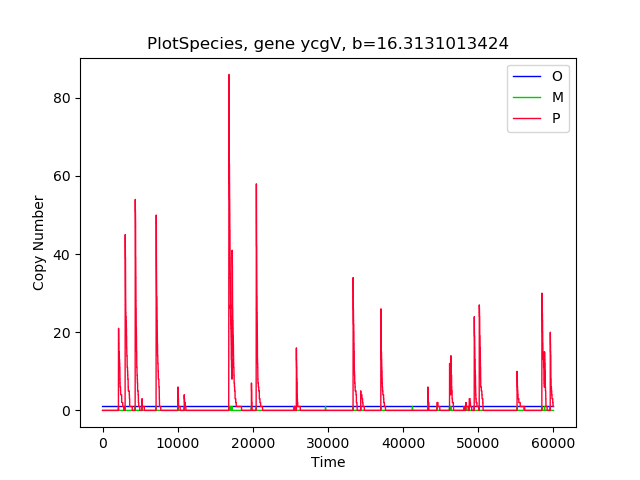 PlotSpecies, gene ycgV, b=16.3131013424
O
M
P
80
60
40
20
0
Copy Number
0 10000 20000 30000 40000 50000 60000
Time